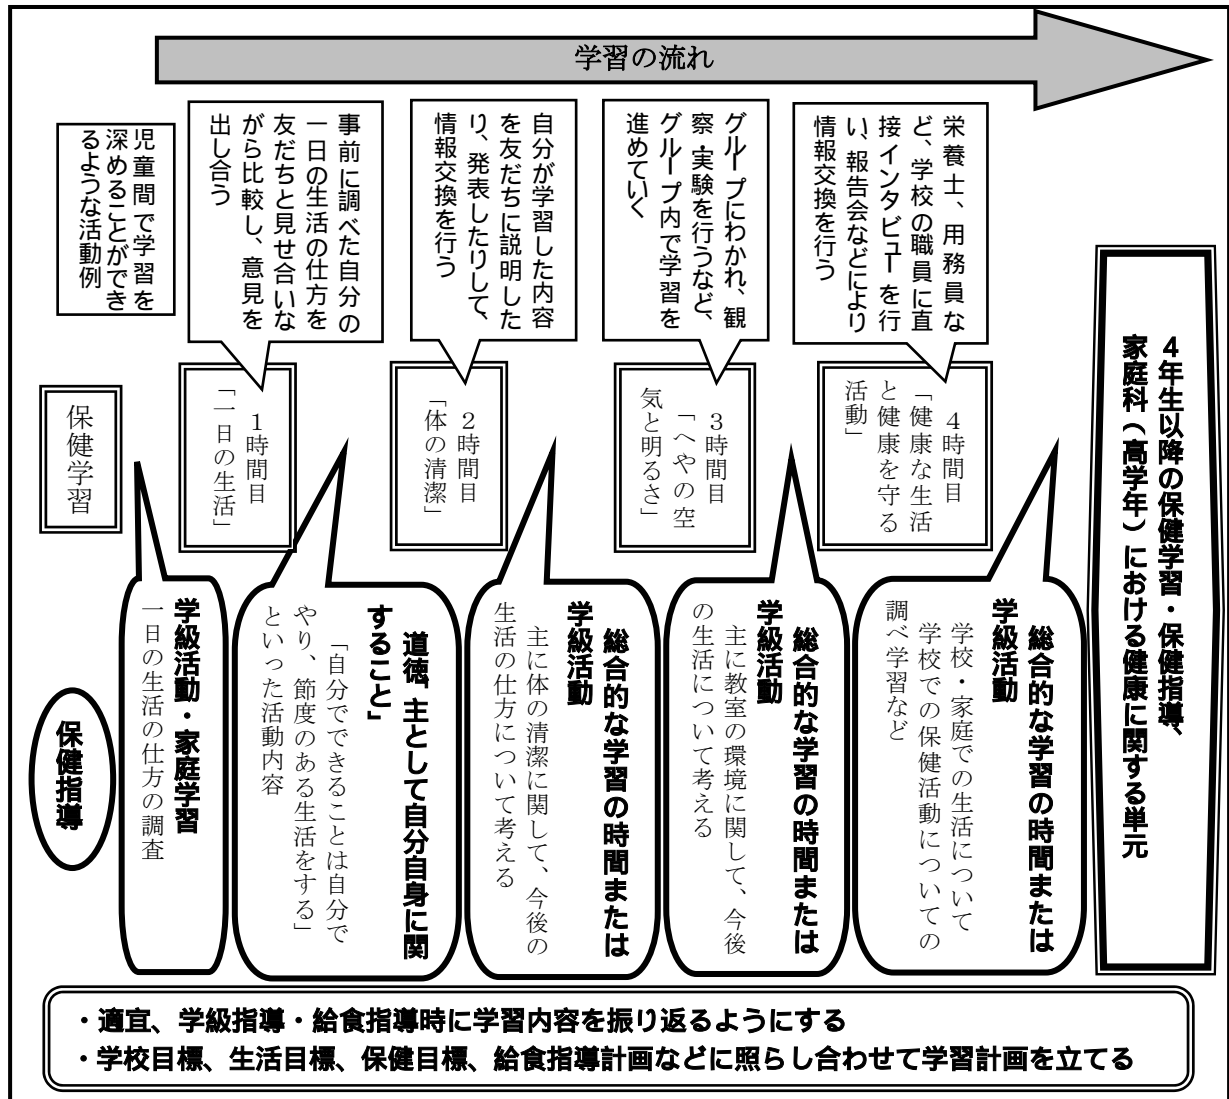 学習の流れ
児童間で学習を
深めることができ
るような活動例
事前に調べた自分の
一日の生活の仕方を
友だちと見せ合いな
がら比較し、意見を
出し合う
自分が学習した内容
を友だちに説明した
り、発表したりして、
情報交換を行う
グループにわかれ、観
察・実験を行うなど、
グループ内で学習を
進めていく
栄養士、用務員な
ど、学校の職員に直
接インタビューを行
い、報告会などにより
情報交換を行う
保健学習
1時間目
「一日の生活」
2時間目
「体の清潔」
3時間目
「へやの空
気と明るさ」
4時間目
「健康な生活
と健康を守る
活動」
4年生以降の保健学習・保健指導、
家庭科（高学年）における健康に関する単元
保健指導
学級活動・家庭学習
一日の生活の仕方の調査
道徳「主として自分自身に関
すること」
「自分でできることは自分で
やり、節度のある生活をする」
といった活動内容
総合的な学習の時間または
学級活動
主に体の清潔に関して、今後の
生活の仕方について考える
総合的な学習の時間または
学級活動
主に教室の環境に関して、今後
の生活について考える
総合的な学習の時間または
学級活動
学校・家庭での生活について
学校での保健活動についての
調べ学習など
・適宜、学級指導・給食指導時に学習内容を振り返るようにする
・学校目標、生活目標、保健目標、給食指導計画などに照らし合わせて学習計画を立てる